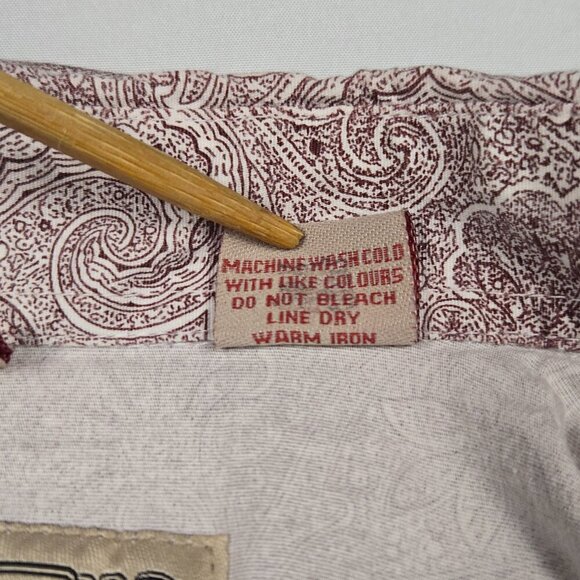 MACHINE WASH COLD
WITH LIKE COLOURS
DO NOT BLEACH
LINE DRY
WARM IRON